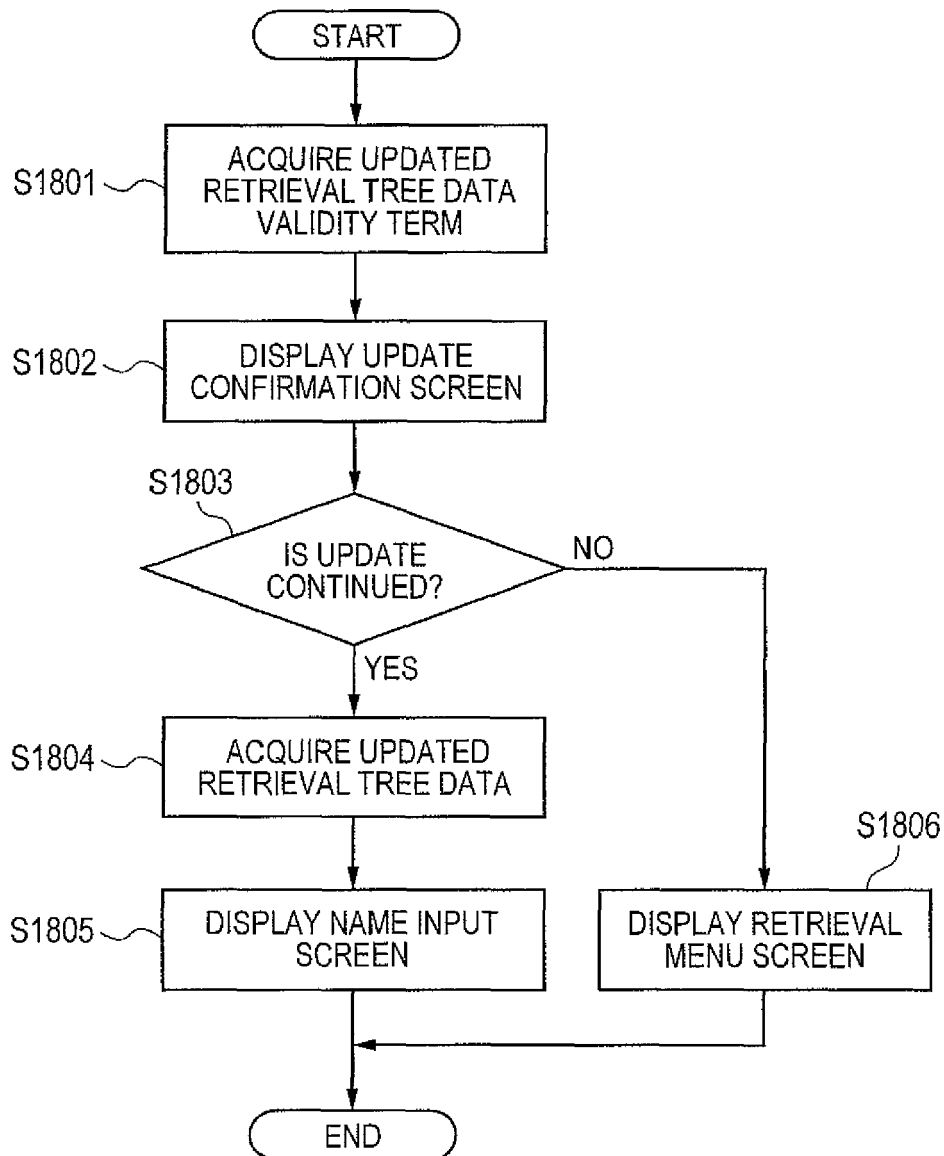 START
S1801
ACQUIRE UPDATED
RETRIEVAL TREE DATA
VALIDITY TERM
S1802
DISPLAY UPDATE
CONFIRMATION SCREEN
S1803
IS UPDATE
CONTINUED?
NO
YES
S1804
ACQUIRE UPDATED
RETRIEVAL TREE DATA
S1805
DISPLAY NAME INPUT
SCREEN
S1806
DISPLAY RETRIEVAL
MENU SCREEN
END